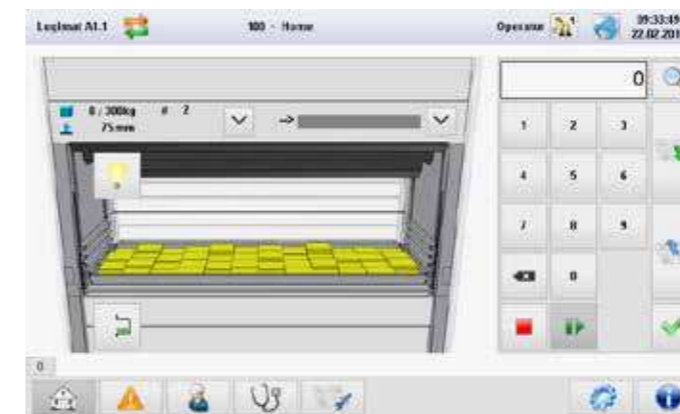 Logimat A1.1
100 - Home
Operator
09:33:49
22.02.201
0 / 300kg # 2
75mm
0
1 2 3
4 5 6
7 8 9
0
0